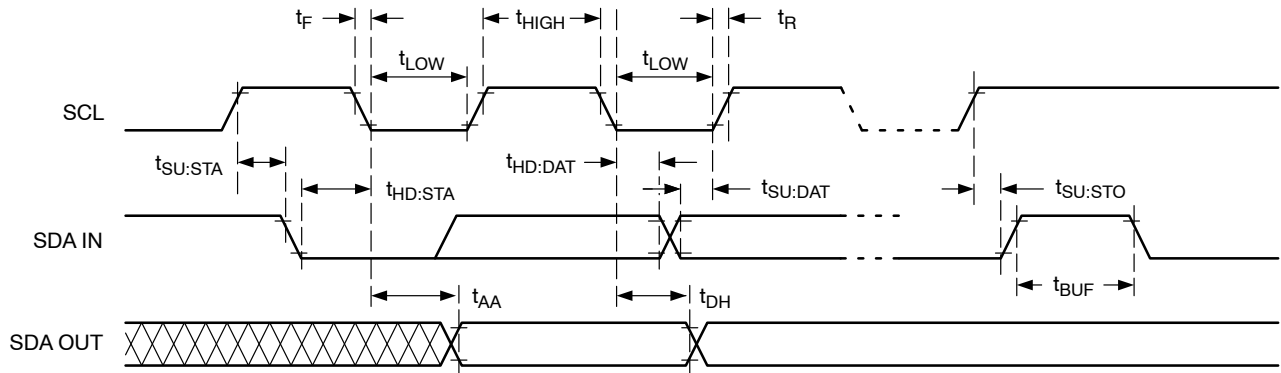 tF
tHIGH
tR
tLOW
tLOW
SCL
tSU:STA
tHD:STA
tHD:DAT
tSU:DAT
tSU:STO
SDA IN
tAA
tDH
tBUF
SDA OUT